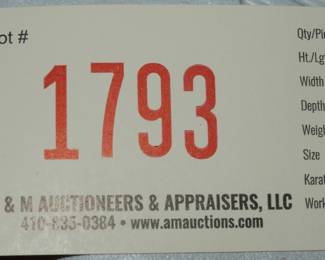 ot #
1793
& M AUCTIONEERS & APPRAISERS, LLC
410-835-0384 • www.amauctions.com
Qty/Pi
Ht./Lg
Width
Depth
Weigh
Size
Karat
Work